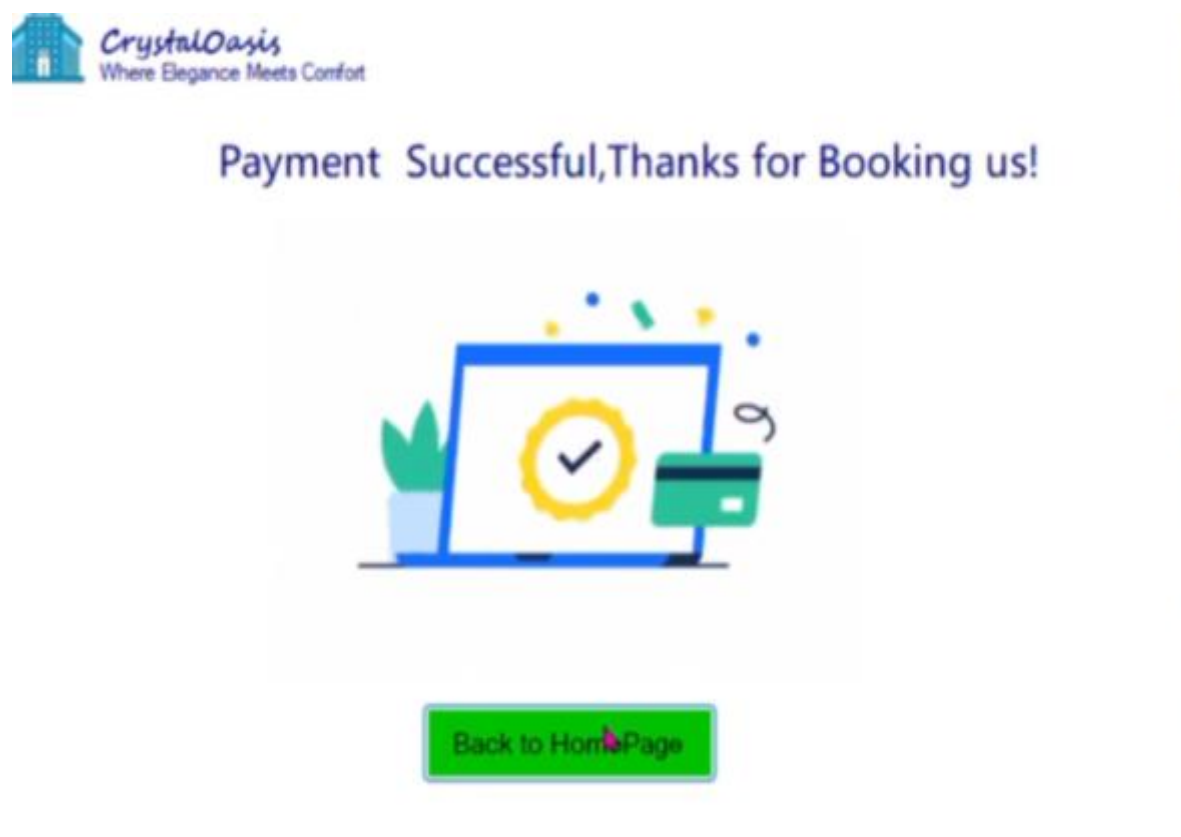 CrystalOasis
Where Elegance Meets Comfort
Payment  Successful,Thanks for Booking us!
Back to HomePage